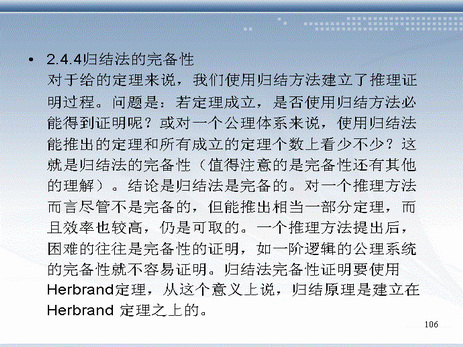 • 2.4.4归结法的完备性
对于给的定理来说，我们使用归结方法建立了推理证
明过程。问题是：若定理成立，是否使用归结方法必
能得到证明呢？或对一个公理体系来说，使用归结法
能推出的定理和所有成立的定理个数上看少不少？这
就是归结法的完备性（值得注意的是完备性还有其他
的理解）。结论是归结法是完备的。对一个推理方法
而言尽管不是完备的，但能推出相当一部分定理，而
且效率也较高，仍是可取的。一个推理方法提出后，
困难的往往是完备性的证明，如一阶逻辑的公理系统
的完备性就不容易证明。归结法完备性证明要使用
Herbrand定理，从这个意义上说，归结原理是建立在
Herbrand 定理之上的。
106